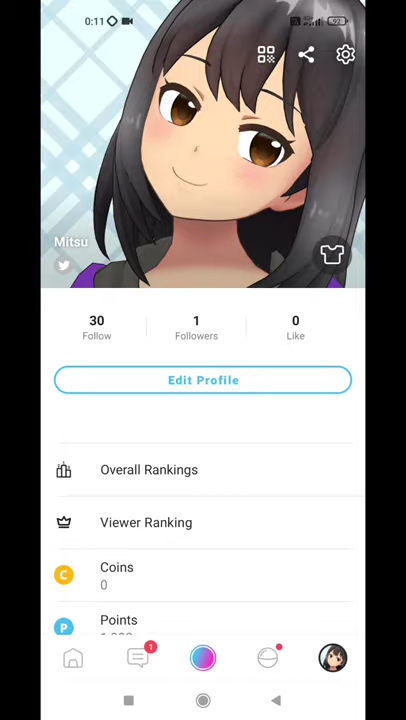 0:11
92
Mitsu
30
Follow
1
Followers
0
Like
Edit Profile
Overall Rankings
Viewer Ranking
C
Coins
0
P
Points
1